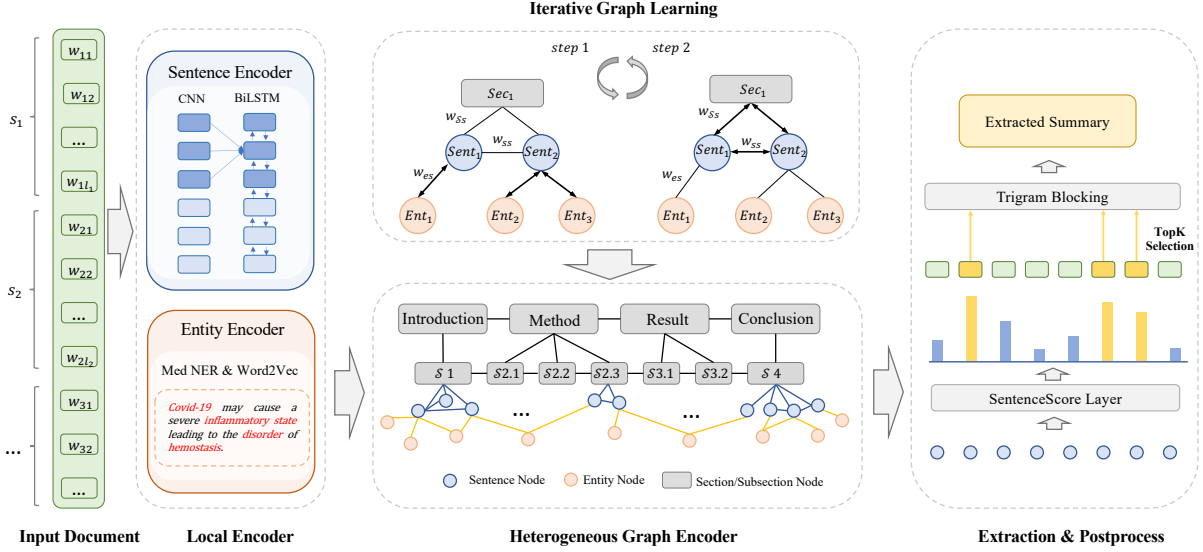 Iterative Graph Learning
s1
w11
w12
...
w1l1
s2
w21
w22
...
w2l2
...
w31
w32
...
Input Document
Sentence Encoder
CNN
BiLSTM
Entity Encoder
Med NER & Word2Vec
Covid-19 may cause a
severe inflammatory state
leading to the disorder of
hemostasis.
Local Encoder
step 1
step 2
Sec1
wSs
Sent1
wss
Sent2
wes
Ent1
Ent2
Ent3
Sec1
wSs
Sent1
wss
Sent2
wes
Ent1
Ent2
Ent3
Introduction
Method
Result
Conclusion
S 1
S2.1
S2.2
S2.3
S3.1
S3.2
S 4
...
...
Sentence Node
Entity Node
Section/Subsection Node
Heterogeneous Graph Encoder
Extracted Summary
Trigram Blocking
TopK
Selection
SentenceScore Layer
Extraction & Postprocess